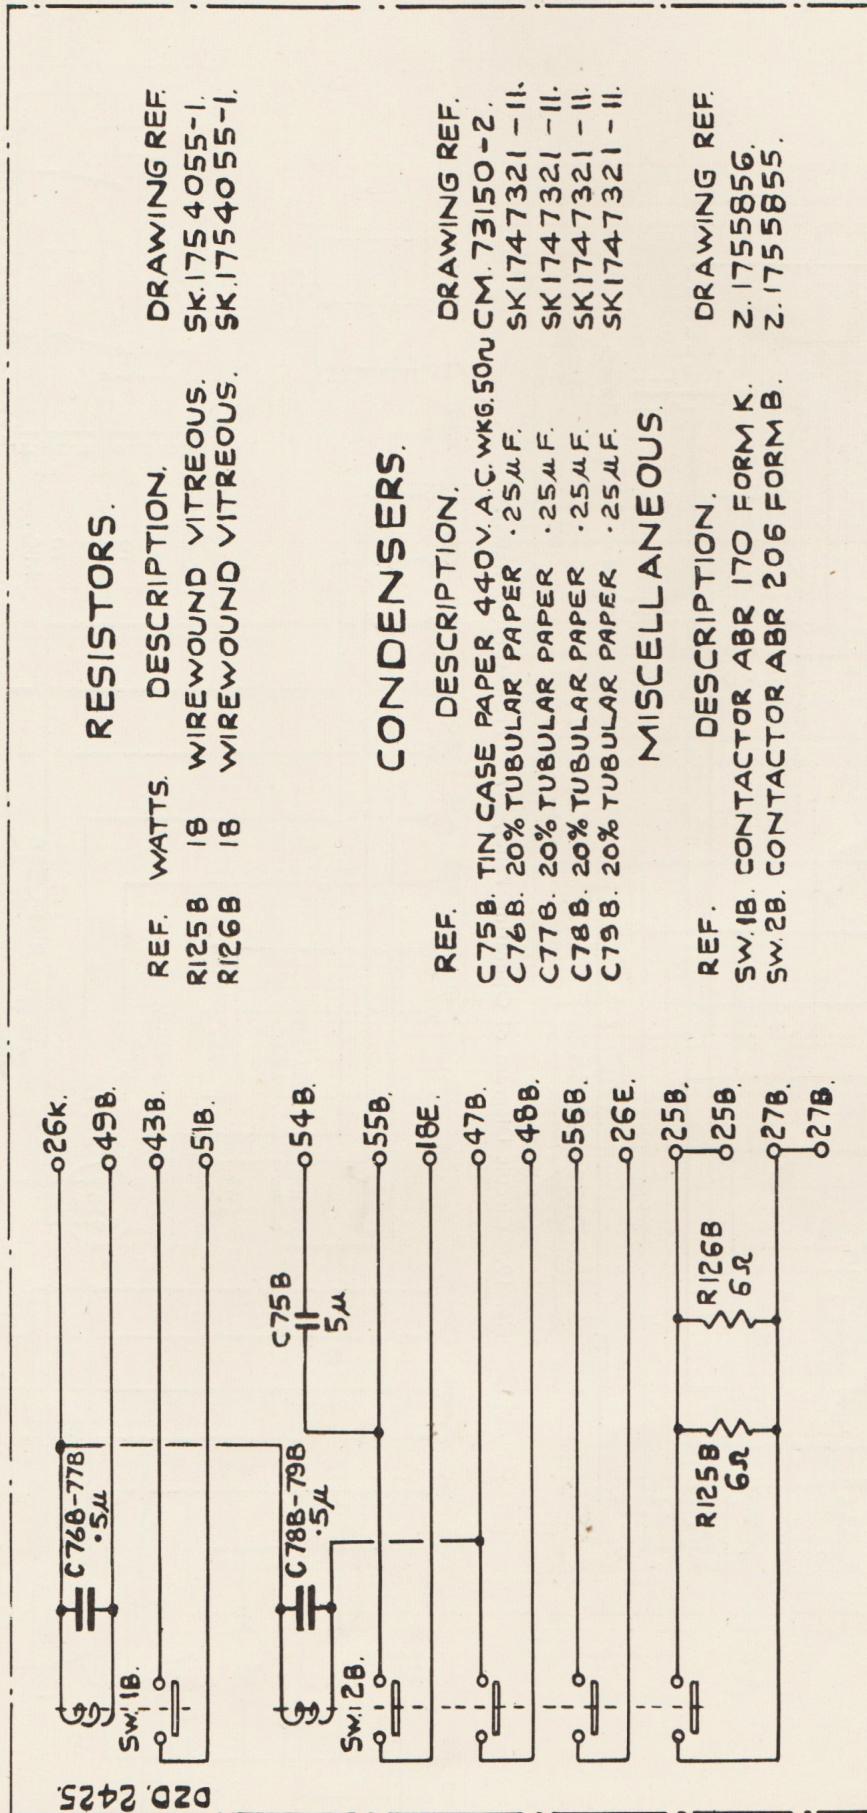 RESISTORS.
REF. WATTS. DESCRIPTION. DRAWING REF.
R125B 18 WIREWOUND VITREOUS. SK.1754055-1.
R126B 18 WIREWOUND VITREOUS. SK.1754055-1.
CONDENSERS.
REF. DESCRIPTION. DRAWING REF.
C75B. TIN CASE PAPER 440V. A.C. WKG. 50~ CM. 73150-2.
C76B. 20% TUBULAR PAPER ·25µF. SK1747321-11.
C77B. 20% TUBULAR PAPER ·25µF. SK1747321-11.
C78B. 20% TUBULAR PAPER ·25µF. SK1747321-11.
C79B. 20% TUBULAR PAPER ·25µF. SK1747321-11.
MISCELLANEOUS.
REF. DESCRIPTION. DRAWING REF.
SW.1B. CONTACTOR ABR 170 FORM K. Z.1755856.
SW.2B. CONTACTOR ABR 206 FORM B. Z.1755855.
26K.
49B.
43B.
51B.
54B.
55B.
18E.
47B.
48B.
56B.
26E.
25B.
25B.
27B.
27B.
C76B-77B
·5µ
SW.1B.
C75B
5µ
C78B-79B
·5µ
SW.2B.
R126B
6Ω
R125B
6Ω
DZD. 2425.